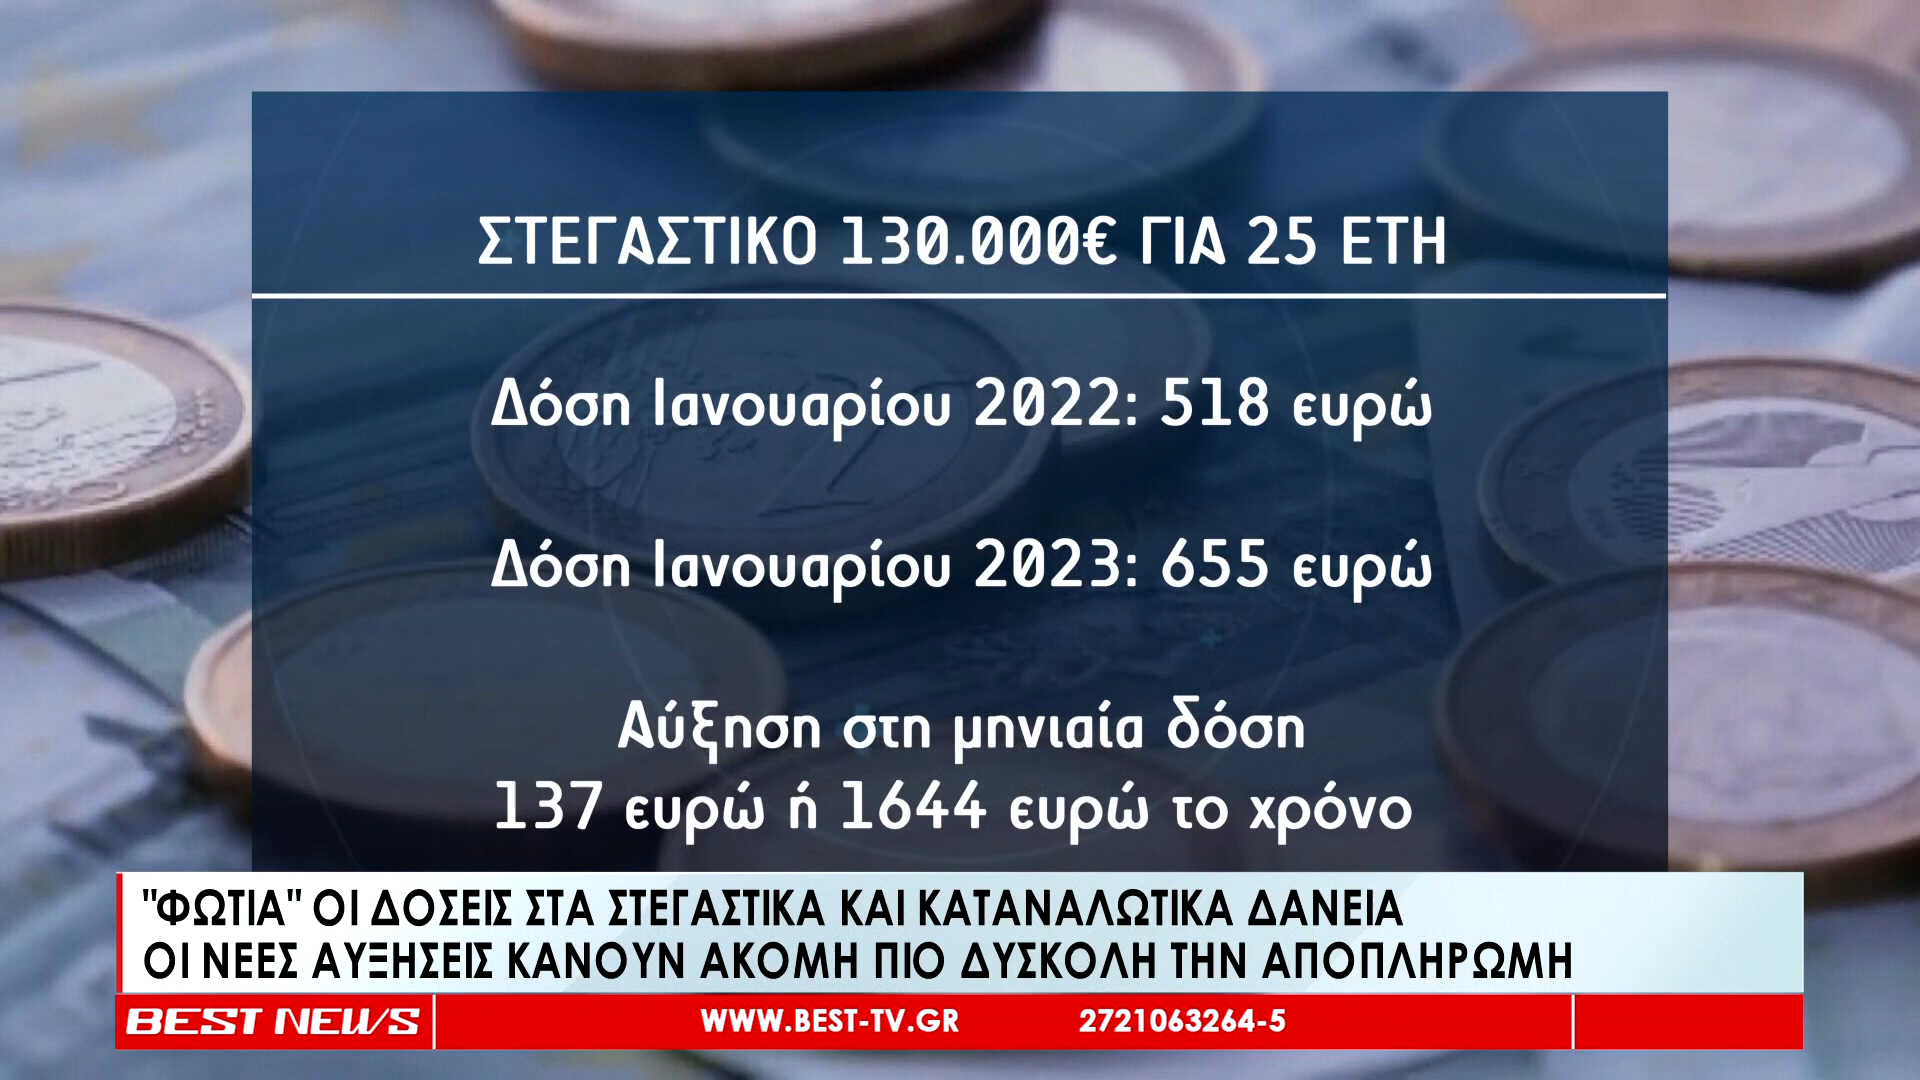 ΣΤΕΓΑΣΤΙΚΟ 130.000€ ΓΙΑ 25 ΕΤΗ
Δόση Ιανουαρίου 2022: 518 ευρώ
Δόση Ιανουαρίου 2023: 655 ευρώ
Αύξηση στη μηνιαία δόση
137 ευρώ ή 1644 ευρώ το χρόνο
"ΦΩΤΙΑ" ΟΙ ΔΟΣΕΙΣ ΣΤΑ ΣΤΕΓΑΣΤΙΚΑ ΚΑΙ ΚΑΤΑΝΑΛΩΤΙΚΑ ΔΑΝΕΙΑ
ΟΙ ΝΕΕΣ ΑΥΞΗΣΕΙΣ ΚΑΝΟΥΝ ΑΚΟΜΗ ΠΙΟ ΔΥΣΚΟΛΗ ΤΗΝ ΑΠΟΠΛΗΡΩΜΗ
BEST NEWS WWW.BEST-TV.GR 2721063264-5